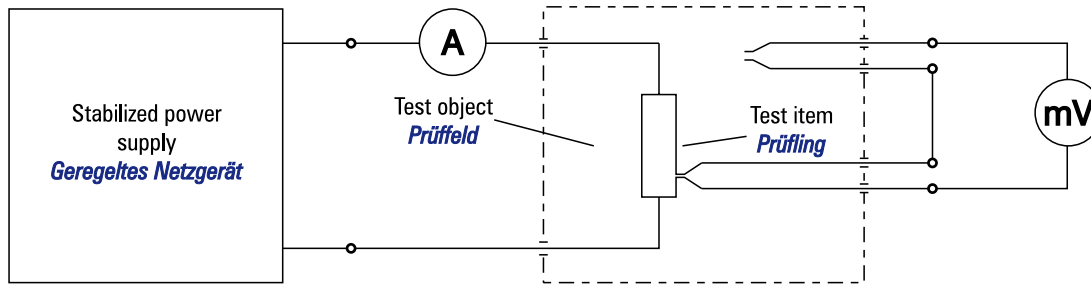 Stabilized power
supply
Geregeltes Netzgerät
A
Test object
Prüffeld
Test item
Prüfling
mV